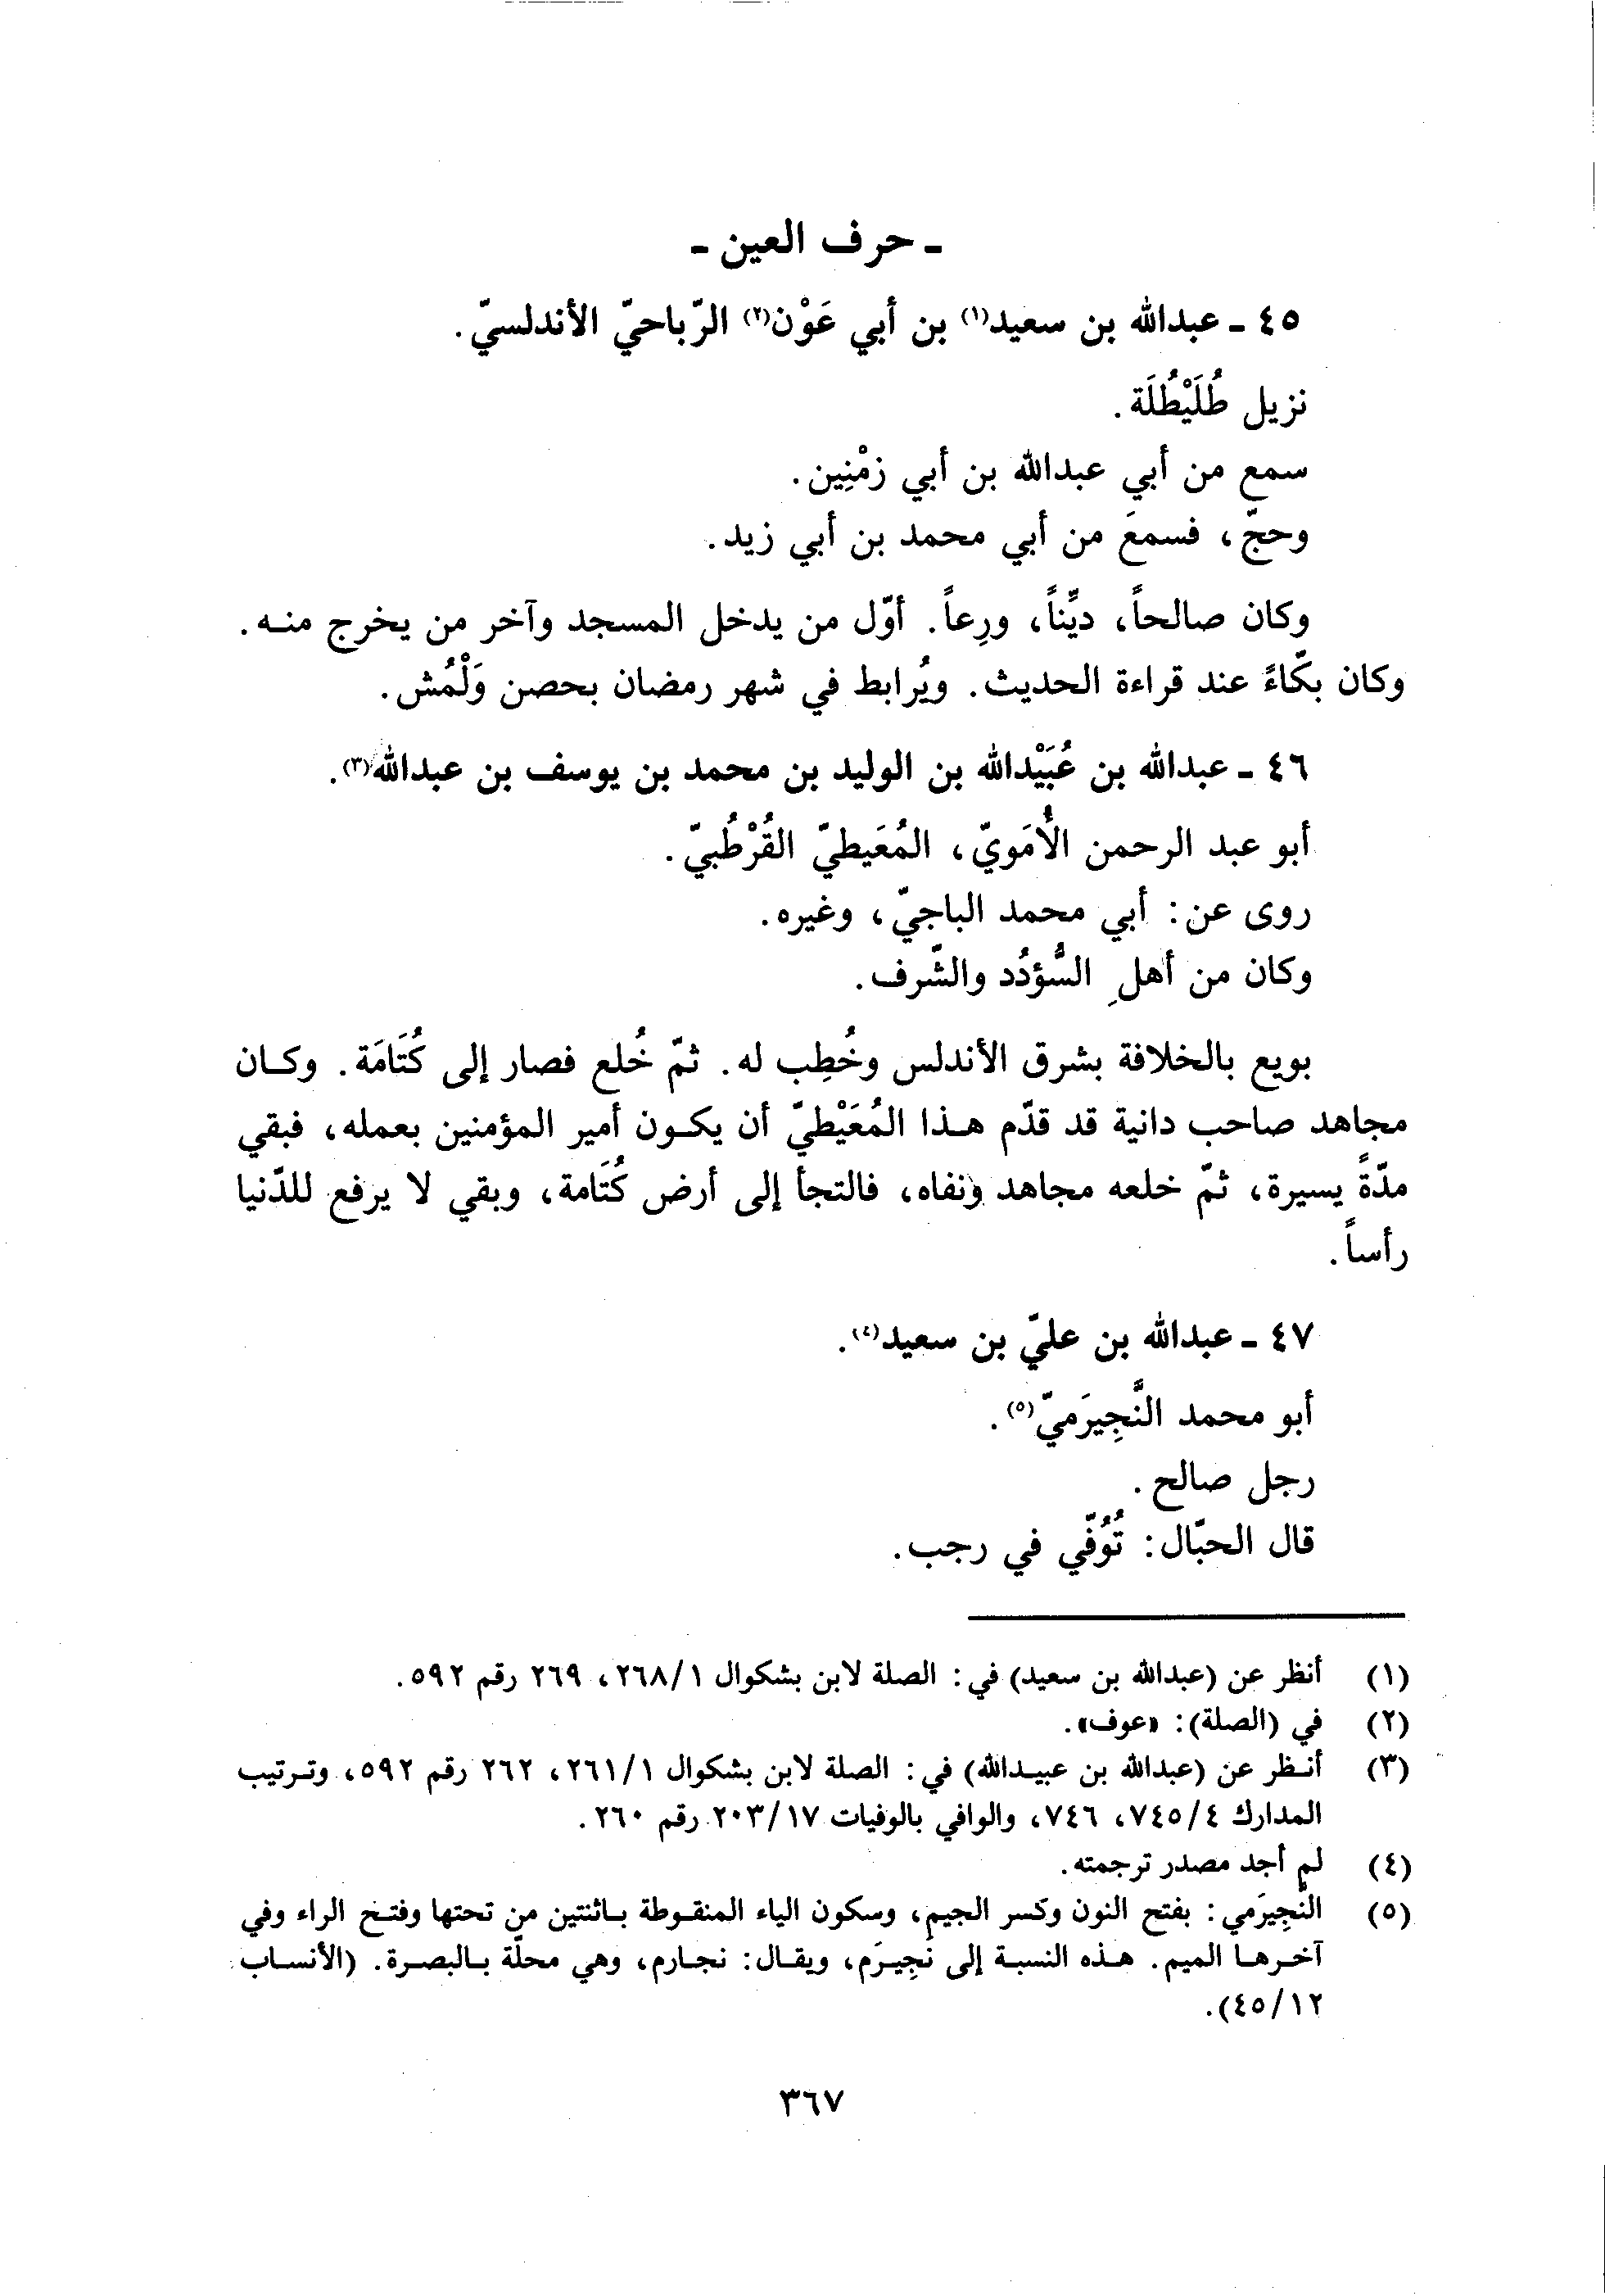 ـ حرف العين ـ
٤٥ ـ عبدالله بن سعيد(١) بن أبي عَوْن(٢) الرّباحيّ الأندلسيّ.
نزيل طُلَيْطُلَة.
سمع من أبي عبدالله بن أبي زمْنِين.
وحجّ، فسمعَ من أبي محمد بن أبي زيد.
وكان صالحاً، ديِّناً، ورِعاً. أوّل من يدخل المسجد وآخر من يخرج منه.
وكان بكّاءً عند قراءة الحديث. ويُرابط في شهر رمضان بحصن وَلْمُش.
٤٦ ـ عبدالله بن عُبَيْدالله بن الوليد بن محمد بن يوسف بن عبدالله(٣).
أبو عبد الرحمن الأُمَويّ، المُعَيطيّ القُرْطُبيّ.
روى عن: أبي محمد الباجيّ، وغيره.
وكان من أهلِ السُّؤدُد والشّرف.
بويع بالخلافة بشرق الأندلس وخُطِب له. ثمّ خُلع فصار إلى كُتَامَة. وكان
مجاهد صاحب دانية قد قدّم هذا المُعَيْطيّ أن يكون أمير المؤمنين بعمله، فبقي
مدّةً يسيرة، ثمّ خلعه مجاهد ونفاه، فالتجأ إلى أرض كُتَامة، وبقي لا يرفع للدّنيا
رأساً.
٤٧ ـ عبدالله بن عليّ بن سعيد(٤).
أبو محمد النَّجِيرَميّ(٥).
رجل صالح.
قال الحبّال: تُوُفّي في رجب.
(١) أنظر عن (عبدالله بن سعيد) في: الصلة لابن بشكوال ٢٦٨/١، ٢٦٩ رقم ٥٩٢.
(٢) في (الصلة): «عوف».
(٣) أنظر عن (عبدالله بن عبيدالله) في: الصلة لابن بشكوال ٢٦١/١، ٢٦٢ رقم ٥٩٢، وترتيب
المدارك ٧٤٥/٤، ٧٤٦، والوافي بالوفيات ٢٠٣/١٧ رقم ٢٦٠.
(٤) لم أجد مصدر ترجمته.
(٥) النَّجِيرَمي: بفتح النون وكسر الجيم، وسكون الياء المنقوطة باثنتين من تحتها وفتح الراء وفي
آخرها الميم. هذه النسبة إلى نَجِيرَم، ويقال: نجارم، وهي محلّة بالبصرة. (الأنساب
٤٥/١٢).
٣٦٧